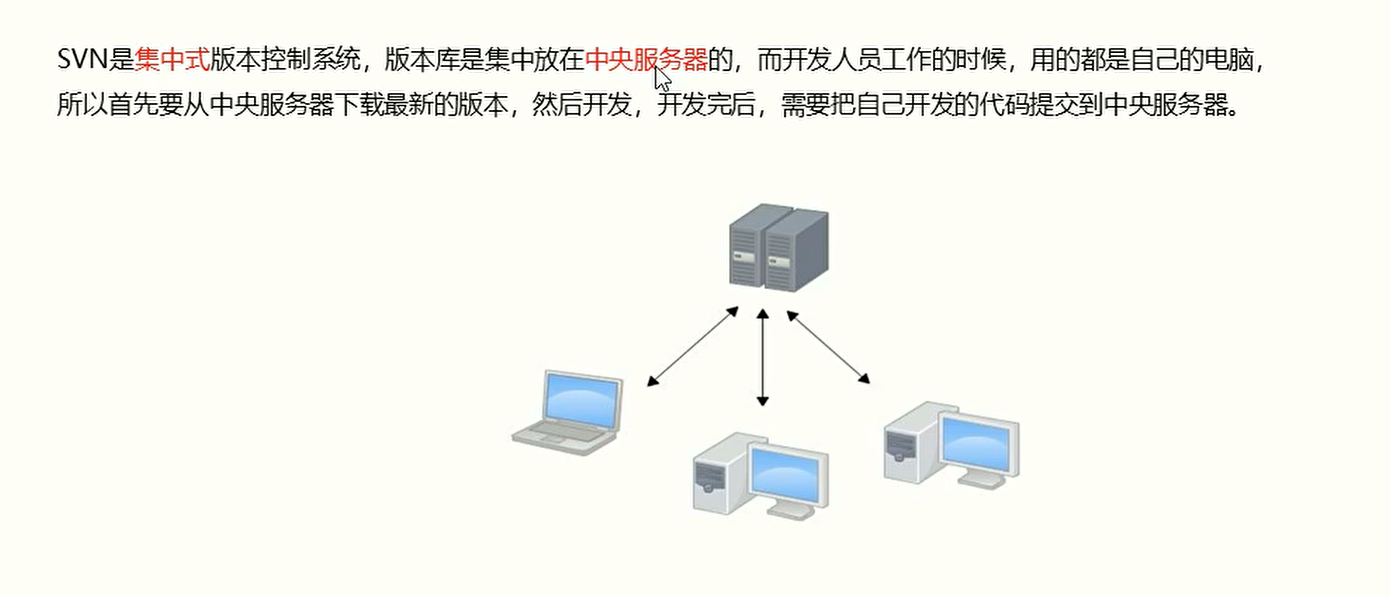 SVN是集中式版本控制系统，版本库是集中放在中央服务器的，而开发人员工作的时候，用的都是自己的电脑，
所以首先要从中央服务器下载最新的版本，然后开发，开发完后，需要把自己开发的代码提交到中央服务器。